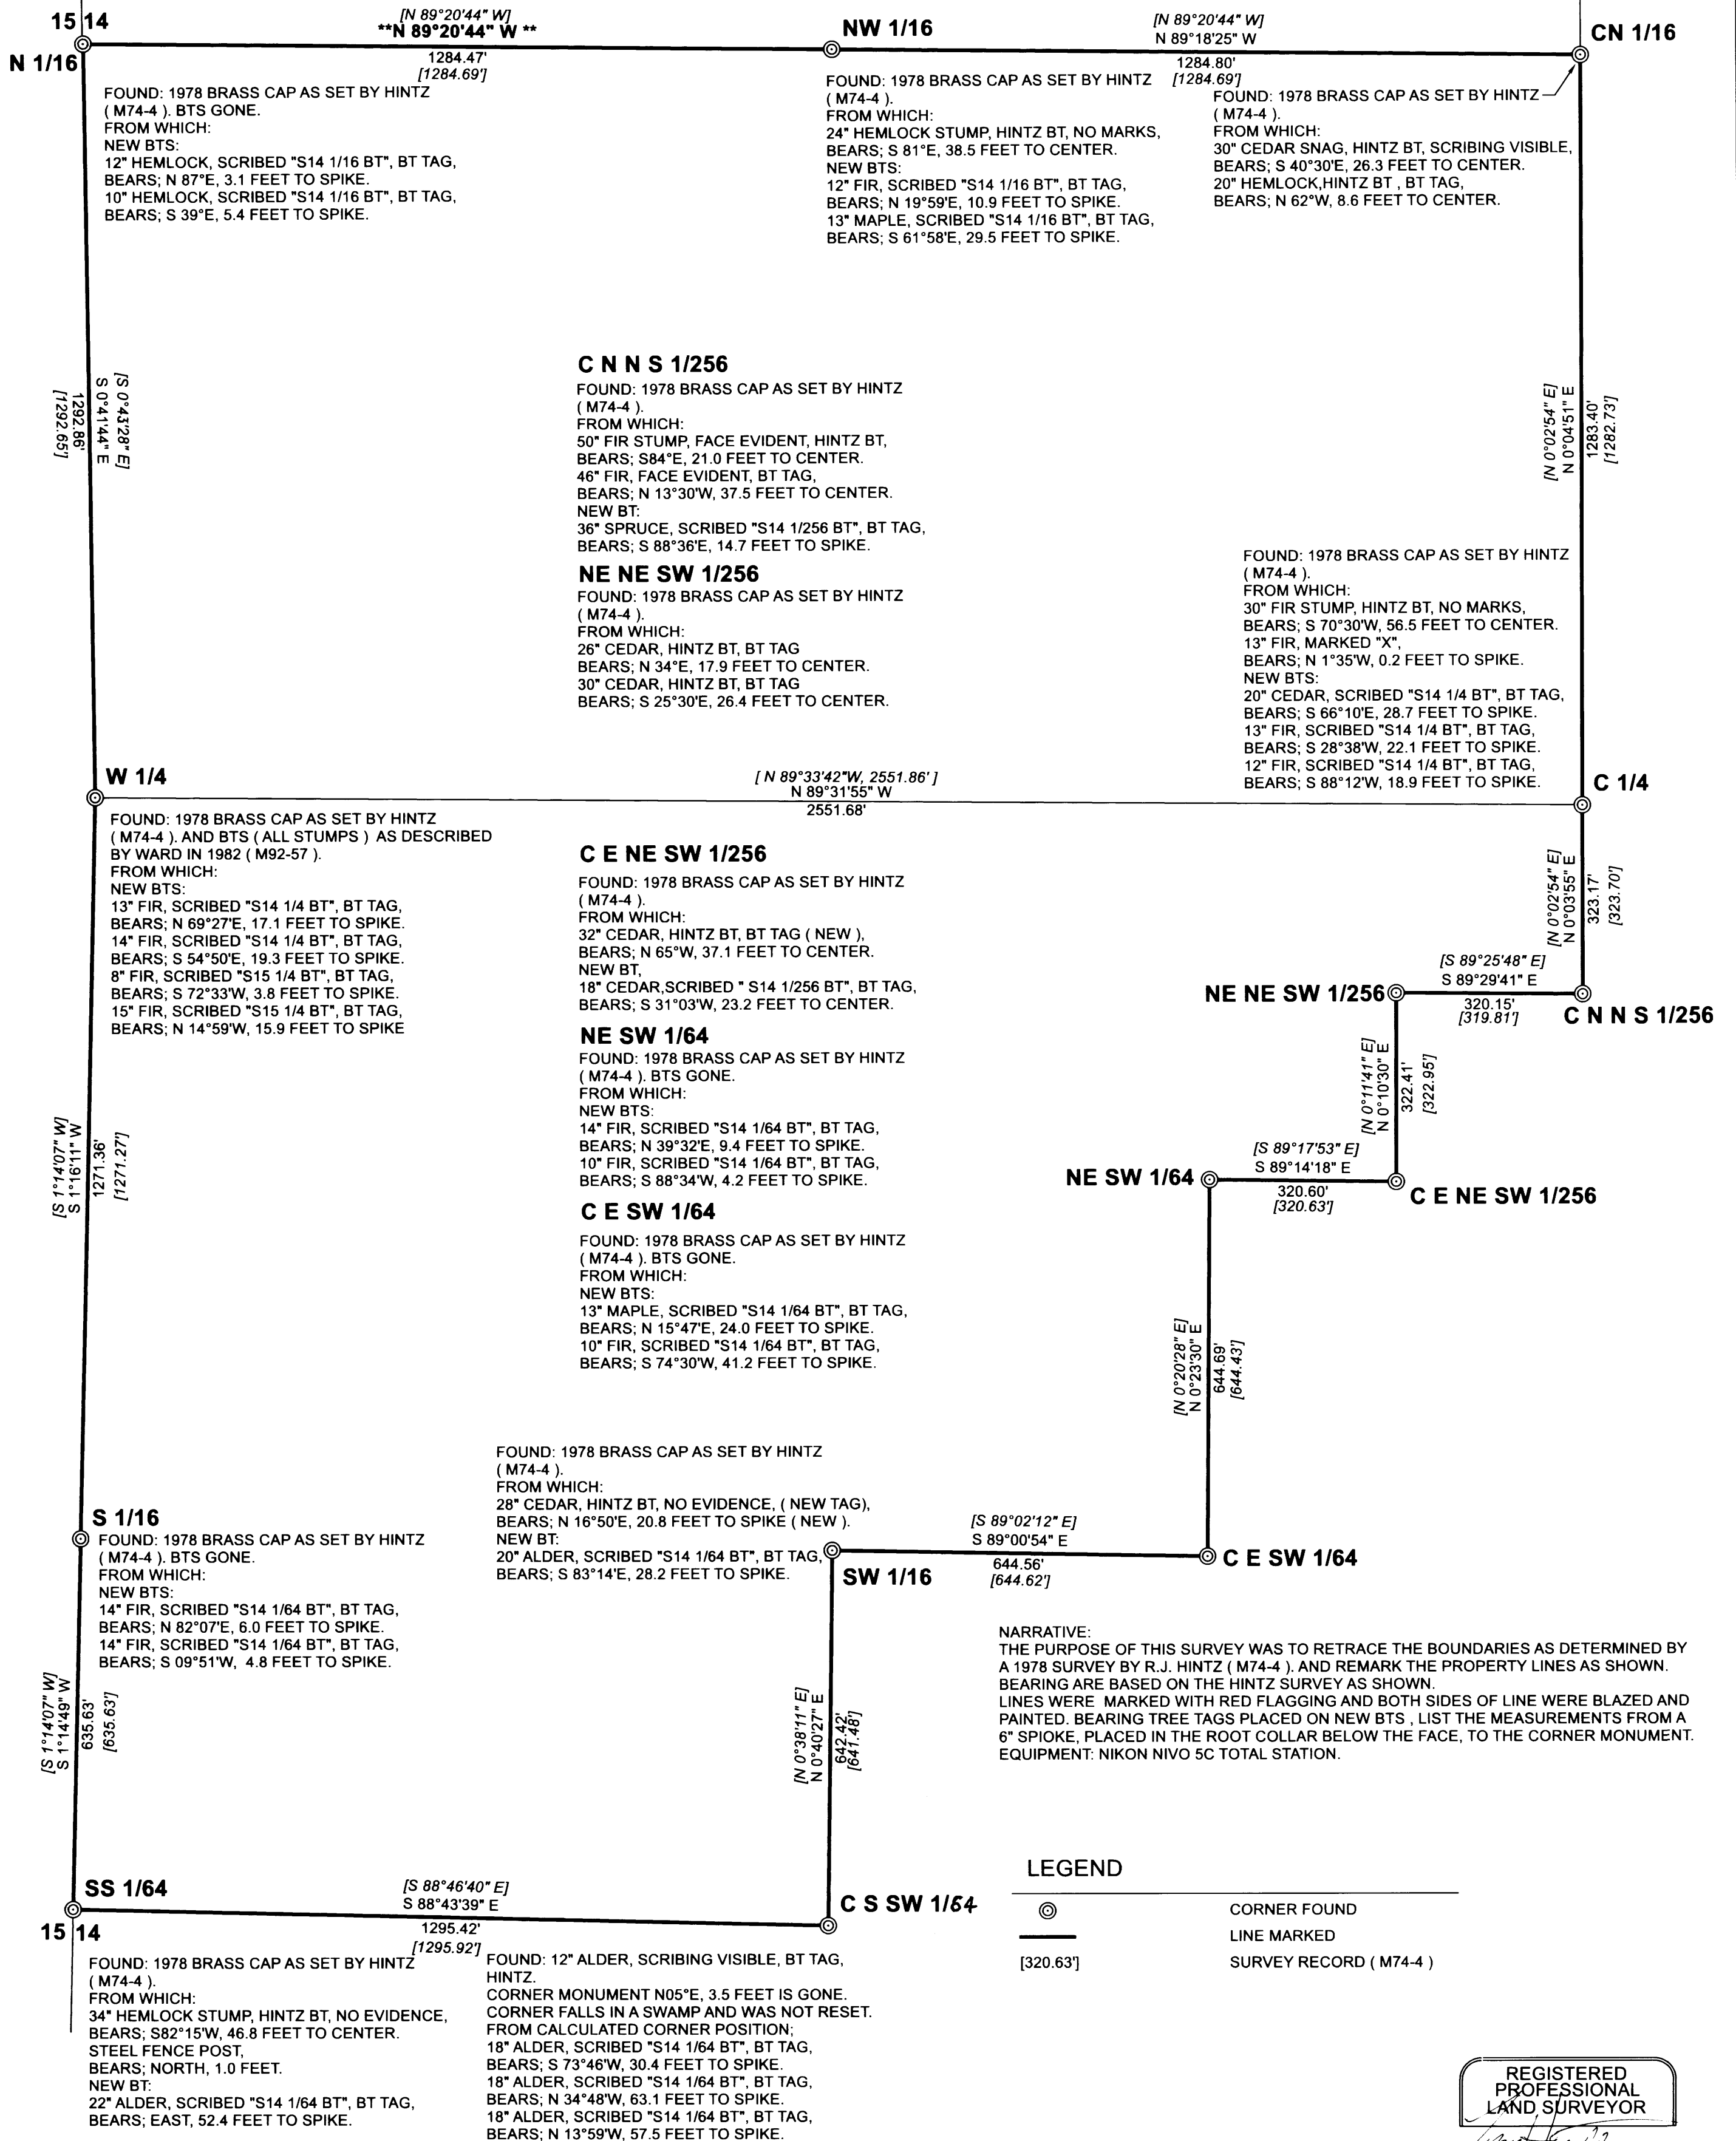 15 14
N 1/16
[N 89°20'44" W]
**N 89°20'44" W **
1284.47'
[1284.69']
NW 1/16
[N 89°20'44" W]
N 89°18'25" W
1284.80'
[1284.69']
CN 1/16
FOUND: 1978 BRASS CAP AS SET BY HINTZ
( M74-4 ). BTS GONE.
FROM WHICH:
NEW BTS:
12" HEMLOCK, SCRIBED "S14 1/16 BT", BT TAG,
BEARS; N 87°E, 3.1 FEET TO SPIKE.
10" HEMLOCK, SCRIBED "S14 1/16 BT", BT TAG,
BEARS; S 39°E, 5.4 FEET TO SPIKE.
FOUND: 1978 BRASS CAP AS SET BY HINTZ
( M74-4 ).
FROM WHICH:
24" HEMLOCK STUMP, HINTZ BT, NO MARKS,
BEARS; S 81°E, 38.5 FEET TO CENTER.
NEW BTS:
12" FIR, SCRIBED "S14 1/16 BT", BT TAG,
BEARS; N 19°59'E, 10.9 FEET TO SPIKE.
13" MAPLE, SCRIBED "S14 1/16 BT", BT TAG,
BEARS; S 61°58'E, 29.5 FEET TO SPIKE.
FOUND: 1978 BRASS CAP AS SET BY HINTZ
( M74-4 ).
FROM WHICH:
30" CEDAR SNAG, HINTZ BT, SCRIBING VISIBLE,
BEARS; S 40°30'E, 26.3 FEET TO CENTER.
20" HEMLOCK,HINTZ BT , BT TAG,
BEARS; N 62°W, 8.6 FEET TO CENTER.
[S 0°43'28" E]
S 0°41'44" E
1292.86'
[1292.65']
C N N S 1/256
FOUND: 1978 BRASS CAP AS SET BY HINTZ
( M74-4 ).
FROM WHICH:
50" FIR STUMP, FACE EVIDENT, HINTZ BT,
BEARS; S84°E, 21.0 FEET TO CENTER.
46" FIR, FACE EVIDENT, BT TAG,
BEARS; N 13°30'W, 37.5 FEET TO CENTER.
NEW BT:
36" SPRUCE, SCRIBED "S14 1/256 BT", BT TAG,
BEARS; S 88°36'E, 14.7 FEET TO SPIKE.
NE NE SW 1/256
FOUND: 1978 BRASS CAP AS SET BY HINTZ
( M74-4 ).
FROM WHICH:
26" CEDAR, HINTZ BT, BT TAG
BEARS; N 34°E, 17.9 FEET TO CENTER.
30" CEDAR, HINTZ BT, BT TAG
BEARS; S 25°30'E, 26.4 FEET TO CENTER.
[N 0°02'54" E]
N 0°04'51" E
1283.40'
[1282.73']
FOUND: 1978 BRASS CAP AS SET BY HINTZ
( M74-4 ).
FROM WHICH:
30" FIR STUMP, HINTZ BT, NO MARKS,
BEARS; S 70°30'W, 56.5 FEET TO CENTER.
13" FIR, MARKED "X",
BEARS; N 1°35'W, 0.2 FEET TO SPIKE.
NEW BTS:
20" CEDAR, SCRIBED "S14 1/4 BT", BT TAG,
BEARS; S 66°10'E, 28.7 FEET TO SPIKE.
13" FIR, SCRIBED "S14 1/4 BT", BT TAG,
BEARS; S 28°38'W, 22.1 FEET TO SPIKE.
12" FIR, SCRIBED "S14 1/4 BT", BT TAG,
BEARS; S 88°12'W, 18.9 FEET TO SPIKE.
W 1/4
[ N 89°33'42"W, 2551.86' ]
N 89°31'55" W
2551.68'
C 1/4
FOUND: 1978 BRASS CAP AS SET BY HINTZ
( M74-4 ). AND BTS ( ALL STUMPS ) AS DESCRIBED
BY WARD IN 1982 ( M92-57 ).
FROM WHICH:
NEW BTS:
13" FIR, SCRIBED "S14 1/4 BT", BT TAG,
BEARS; N 69°27'E, 17.1 FEET TO SPIKE.
14" FIR, SCRIBED "S14 1/4 BT", BT TAG,
BEARS; S 54°50'E, 19.3 FEET TO SPIKE.
8" FIR, SCRIBED "S15 1/4 BT", BT TAG,
BEARS; S 72°33'W, 3.8 FEET TO SPIKE.
15" FIR, SCRIBED "S15 1/4 BT", BT TAG,
BEARS; N 14°59'W, 15.9 FEET TO SPIKE
C E NE SW 1/256
FOUND: 1978 BRASS CAP AS SET BY HINTZ
( M74-4 ).
FROM WHICH:
32" CEDAR, HINTZ BT, BT TAG ( NEW ),
BEARS; N 65°W, 37.1 FEET TO CENTER.
NEW BT,
18" CEDAR,SCRIBED " S14 1/256 BT", BT TAG,
BEARS; S 31°03'W, 23.2 FEET TO CENTER.
NE SW 1/64
FOUND: 1978 BRASS CAP AS SET BY HINTZ
( M74-4 ). BTS GONE.
FROM WHICH:
NEW BTS:
14" FIR, SCRIBED "S14 1/64 BT", BT TAG,
BEARS; N 39°32'E, 9.4 FEET TO SPIKE.
10" FIR, SCRIBED "S14 1/64 BT", BT TAG,
BEARS; S 88°34'W, 4.2 FEET TO SPIKE.
C E SW 1/64
FOUND: 1978 BRASS CAP AS SET BY HINTZ
( M74-4 ). BTS GONE.
FROM WHICH:
NEW BTS:
13" MAPLE, SCRIBED "S14 1/64 BT", BT TAG,
BEARS; N 15°47'E, 24.0 FEET TO SPIKE.
10" FIR, SCRIBED "S14 1/64 BT", BT TAG,
BEARS; S 74°30'W, 41.2 FEET TO SPIKE.
[N 0°02'54" E]
N 0°03'55" E
323.17'
[323.70']
[S 89°25'48" E]
S 89°29'41" E
320.15'
[319.81']
NE NE SW 1/256
C N N S 1/256
[N 0°11'41" E]
N 0°10'30" E
322.41'
[322.95']
[S 89°17'53" E]
S 89°14'18" E
320.60'
[320.63']
NE SW 1/64
C E NE SW 1/256
[S 1°14'07" W]
S 1°16'11" W
1271.36'
[1271.27']
[N 0°20'28" E]
N 0°23'30" E
644.69'
[644.43']
S 1/16
FOUND: 1978 BRASS CAP AS SET BY HINTZ
( M74-4 ). BTS GONE.
FROM WHICH:
NEW BTS:
14" FIR, SCRIBED "S14 1/64 BT", BT TAG,
BEARS; N 82°07'E, 6.0 FEET TO SPIKE.
14" FIR, SCRIBED "S14 1/64 BT", BT TAG,
BEARS; S 09°51'W, 4.8 FEET TO SPIKE.
FOUND: 1978 BRASS CAP AS SET BY HINTZ
( M74-4 ).
FROM WHICH:
28" CEDAR, HINTZ BT, NO EVIDENCE, ( NEW TAG),
BEARS; N 16°50'E, 20.8 FEET TO SPIKE ( NEW ).
NEW BT:
20" ALDER, SCRIBED "S14 1/64 BT", BT TAG,
BEARS; S 83°14'E, 28.2 FEET TO SPIKE.
SW 1/16
[S 89°02'12" E]
S 89°00'54" E
644.56'
[644.62']
C E SW 1/64
NARRATIVE:
THE PURPOSE OF THIS SURVEY WAS TO RETRACE THE BOUNDARIES AS DETERMINED BY
A 1978 SURVEY BY R.J. HINTZ ( M74-4 ). AND REMARK THE PROPERTY LINES AS SHOWN.
BEARING ARE BASED ON THE HINTZ SURVEY AS SHOWN.
LINES WERE MARKED WITH RED FLAGGING AND BOTH SIDES OF LINE WERE BLAZED AND
PAINTED. BEARING TREE TAGS PLACED ON NEW BTS , LIST THE MEASUREMENTS FROM A
6" SPIOKE, PLACED IN THE ROOT COLLAR BELOW THE FACE, TO THE CORNER MONUMENT.
EQUIPMENT: NIKON NIVO 5C TOTAL STATION.
[S 1°14'07" W]
S 1°14'49" W
635.63'
[635.63']
[N 0°38'11" E]
N 0°40'27" E
642.42'
[641.48']
SS 1/64
15 14
[S 88°46'40" E]
S 88°43'39" E
1295.42'
[1295.92']
C S SW 1/64
LEGEND
CORNER FOUND
LINE MARKED
[320.63'] SURVEY RECORD ( M74-4 )
FOUND: 1978 BRASS CAP AS SET BY HINTZ
( M74-4 ).
FROM WHICH:
34" HEMLOCK STUMP, HINTZ BT, NO EVIDENCE,
BEARS; S82°15'W, 46.8 FEET TO CENTER.
STEEL FENCE POST,
BEARS; NORTH, 1.0 FEET.
NEW BT:
22" ALDER, SCRIBED "S14 1/64 BT", BT TAG,
BEARS; EAST, 52.4 FEET TO SPIKE.
FOUND: 12" ALDER, SCRIBING VISIBLE, BT TAG,
HINTZ.
CORNER MONUMENT N05°E, 3.5 FEET IS GONE.
CORNER FALLS IN A SWAMP AND WAS NOT RESET.
FROM CALCULATED CORNER POSITION;
18" ALDER, SCRIBED "S14 1/64 BT", BT TAG,
BEARS; S 73°46'W, 30.4 FEET TO SPIKE.
18" ALDER, SCRIBED "S14 1/64 BT", BT TAG,
BEARS; N 34°48'W, 63.1 FEET TO SPIKE.
18" ALDER, SCRIBED "S14 1/64 BT", BT TAG,
BEARS; N 13°59'W, 57.5 FEET TO SPIKE.
REGISTERED
PROFESSIONAL
LAND SURVEYOR